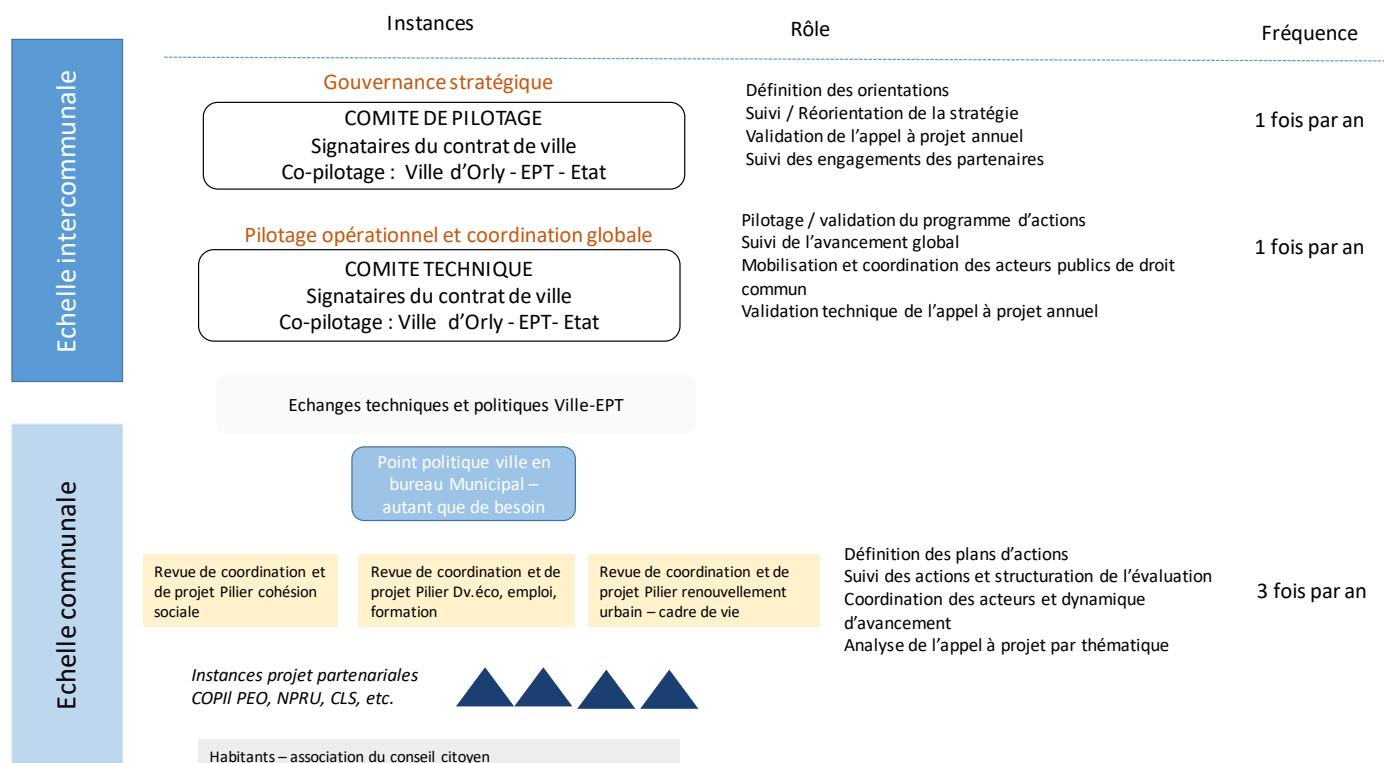 Instances
Rôle
Fréquence
Echelle intercommunale
Gouvernance stratégique
COMITE DE PILOTAGE
Signataires du contrat de ville
Co-pilotage : Ville d'Orly - EPT - Etat
Définition des orientations
Suivi / Réorientation de la stratégie
Validation de l'appel à projet annuel
Suivi des engagements des partenaires
1 fois par an
Pilotage opérationnel et coordination globale
COMITE TECHNIQUE
Signataires du contrat de ville
Co-pilotage : Ville d'Orly - EPT- Etat
Pilotage / validation du programme d'actions
Suivi de l'avancement global
Mobilisation et coordination des acteurs publics de droit
commun
Validation technique de l'appel à projet annuel
1 fois par an
Echanges techniques et politiques Ville-EPT
Echelle communale
Point politique ville en
bureau Municipal –
autant que de besoin
Revue de coordination et
de projet Pilier cohésion
sociale
Revue de coordination et de
projet Pilier Dv.éco, emploi,
formation
Revue de coordination et de
projet Pilier renouvellement
urbain – cadre de vie
Définition des plans d'actions
Suivi des actions et structuration de l'évaluation
Coordination des acteurs et dynamique
d'avancement
Analyse de l'appel à projet par thématique
3 fois par an
Instances projet partenariales
COPIl PEO, NPRU, CLS, etc.
Habitants – association du conseil citoyen